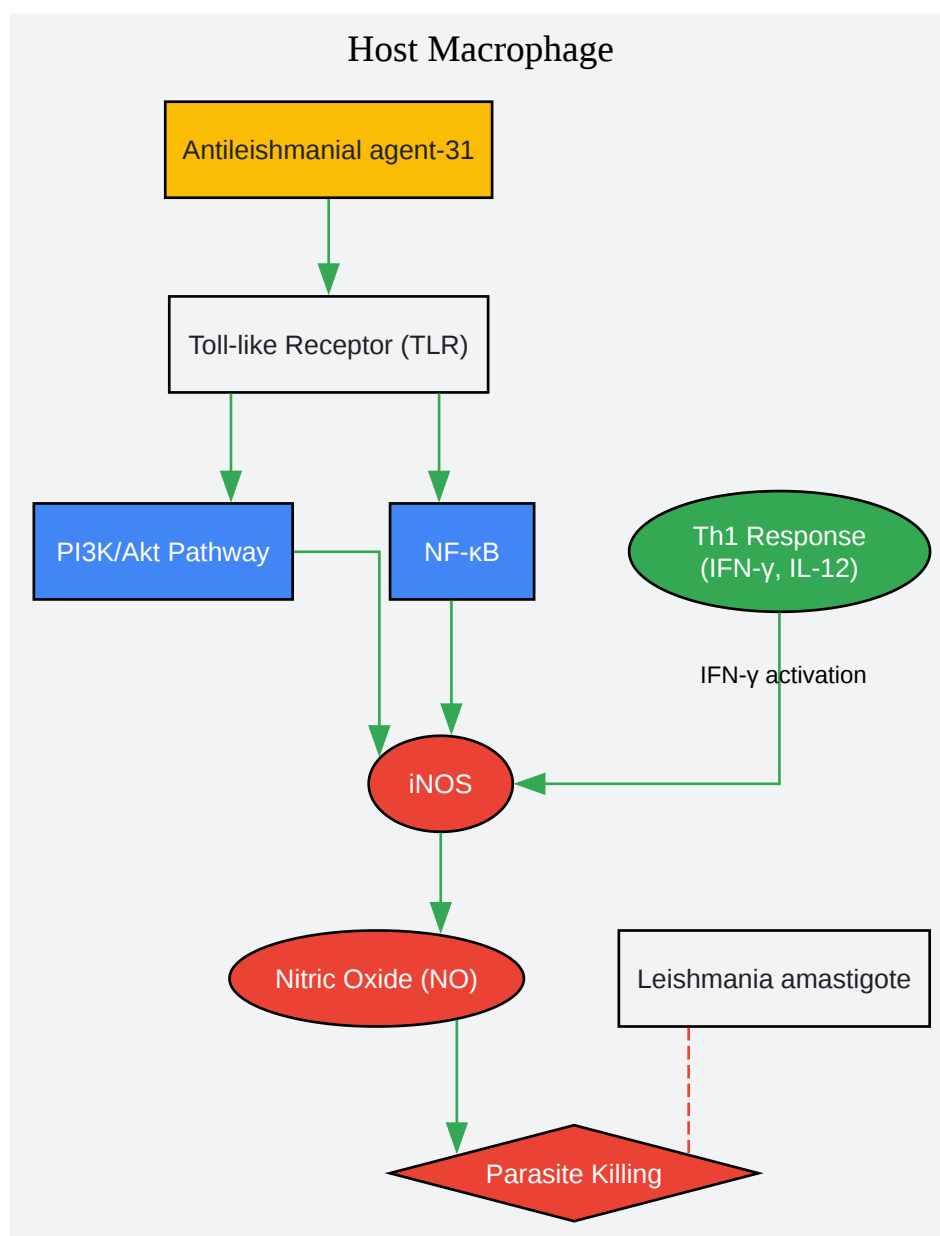 Host Macrophage
Antileishmanial agent-31
Toll-like Receptor (TLR)
PI3K/Akt Pathway
NF-κB
Th1 Response
(IFN-γ, IL-12)
IFN-γ activation
iNOS
Nitric Oxide (NO)
Leishmania amastigote
Parasite Killing